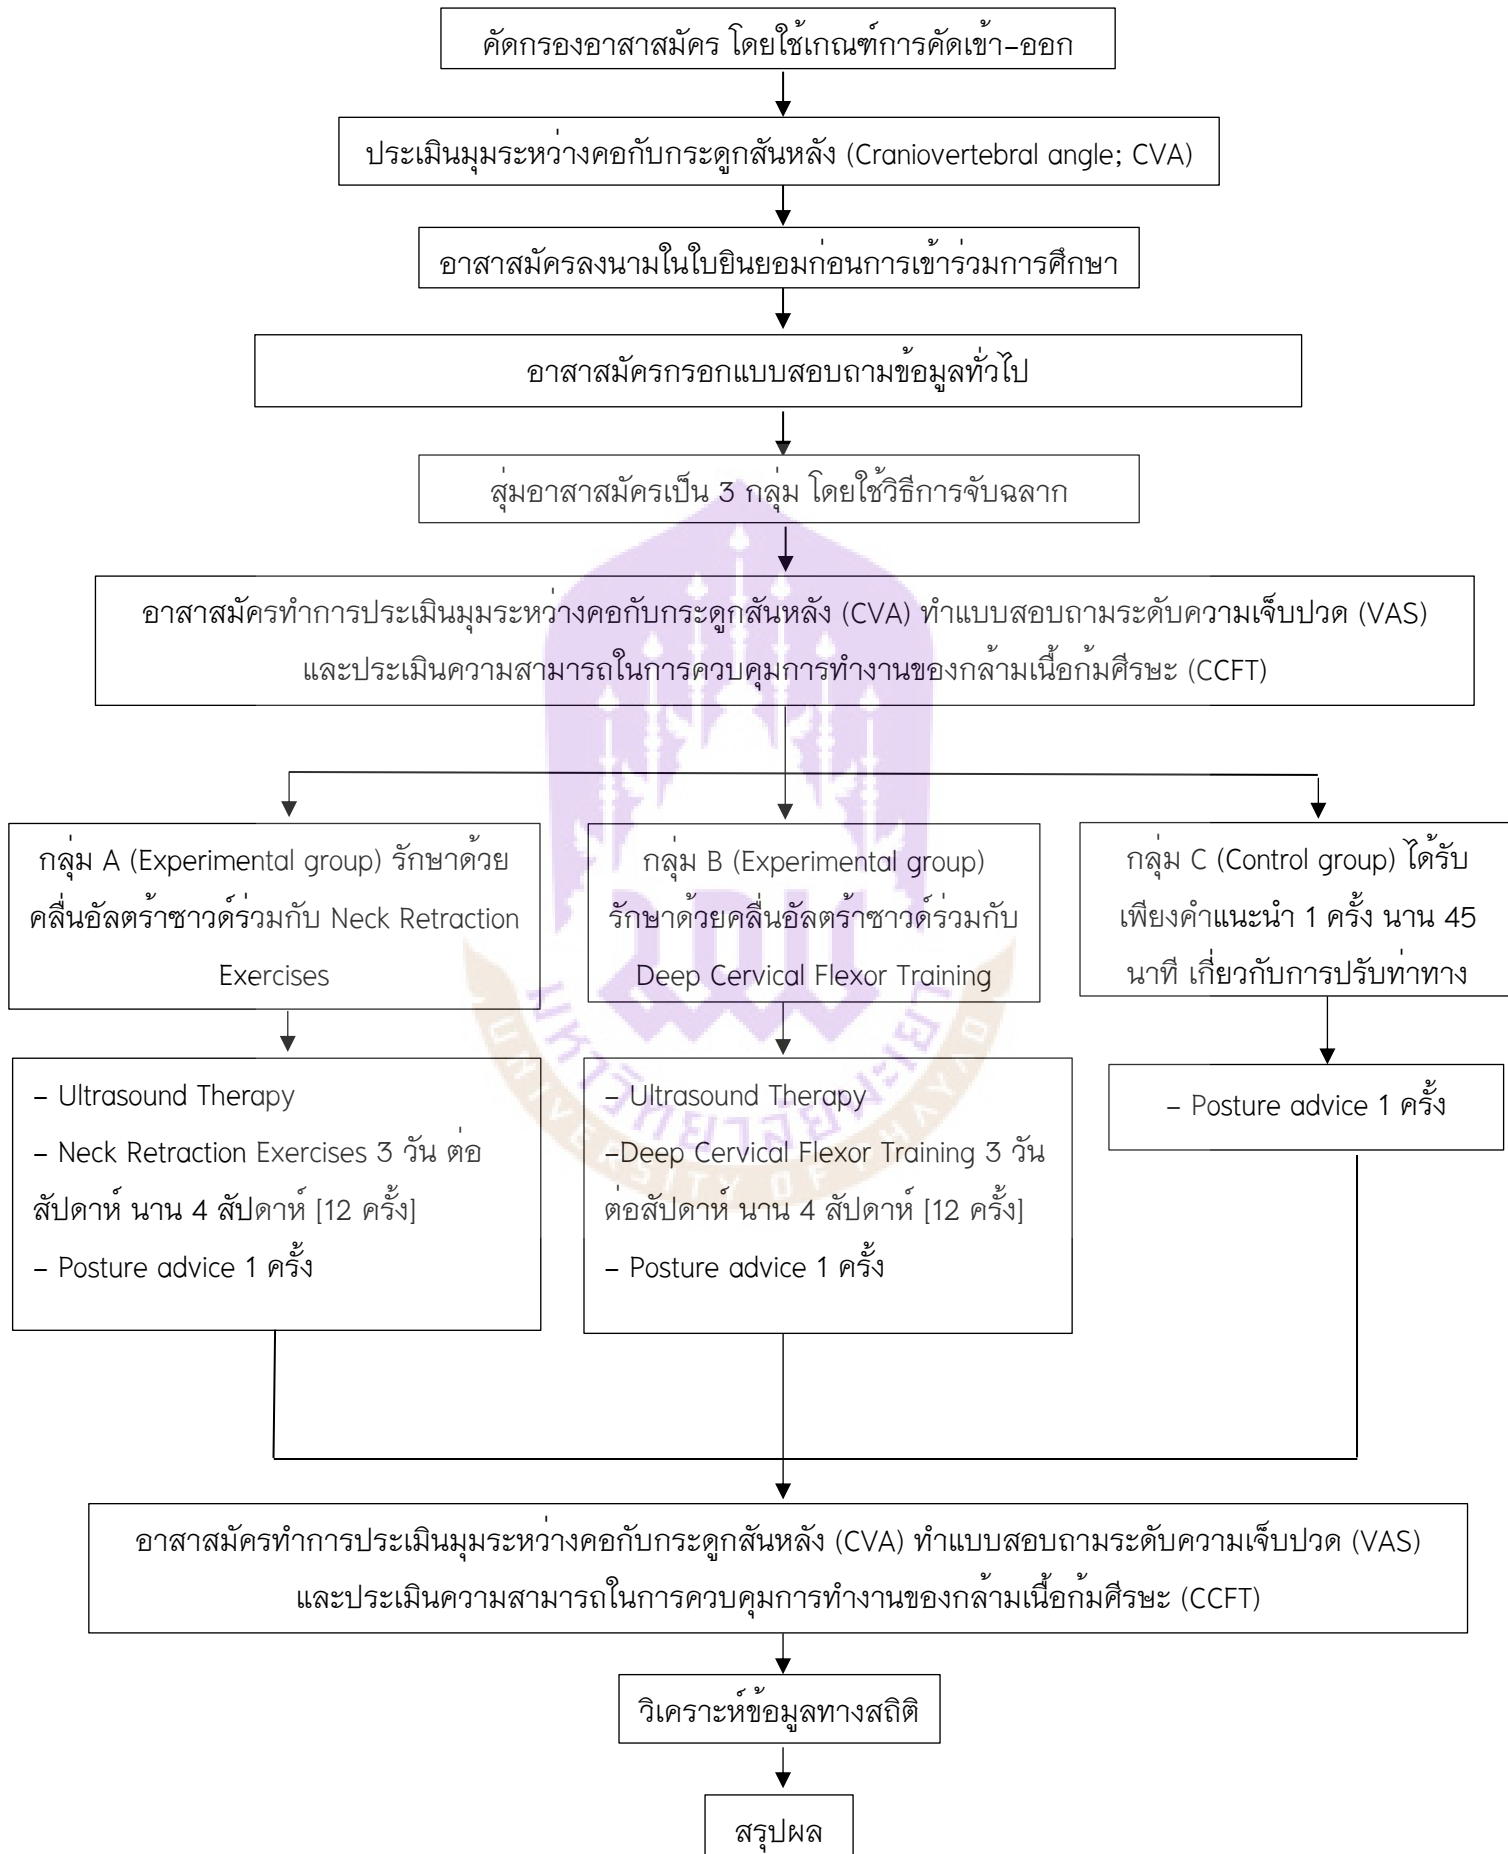 คัดกรองอาสาสมัคร โดยใช้เกณฑ์การคัดเข้า-ออก
ประเมินมุมระหว่างคอกับกระดูกสันหลัง (Craniovertebral angle; CVA)
อาสาสมัครลงนามในใบยินยอมก่อนการเข้าร่วมการศึกษา
อาสาสมัครกรอกแบบสอบถามข้อมูลทั่วไป
สุ่มอาสาสมัครเป็น 3 กลุ่ม โดยใช้วิธีการจับฉลาก
อาสาสมัครทำการประเมินมุมระหว่างคอกับกระดูกสันหลัง (CVA) ทำแบบสอบถามระดับความเจ็บปวด (VAS)
และประเมินความสามารถในการควบคุมการทำงานของกล้ามเนื้อก้มศีรษะ (CCFT)
กลุ่ม A (Experimental group) รักษาด้วย
คลื่นอัลตร้าซาวด์ร่วมกับ Neck Retraction
Exercises
กลุ่ม B (Experimental group)
รักษาด้วยคลื่นอัลตร้าซาวด์ร่วมกับ
Deep Cervical Flexor Training
กลุ่ม C (Control group) ได้รับ
เพียงคำแนะนำ 1 ครั้ง นาน 45
นาที เกี่ยวกับการปรับท่าทาง
– Ultrasound Therapy
– Neck Retraction Exercises 3 วัน ต่อ
สัปดาห์ นาน 4 สัปดาห์ [12 ครั้ง]
– Posture advice 1 ครั้ง
– Ultrasound Therapy
–Deep Cervical Flexor Training 3 วัน
ต่อสัปดาห์ นาน 4 สัปดาห์ [12 ครั้ง]
– Posture advice 1 ครั้ง
– Posture advice 1 ครั้ง
มหาวิทยาลัยพะเยา
UNIVERSITY OF PHAYAO
อาสาสมัครทำการประเมินมุมระหว่างคอกับกระดูกสันหลัง (CVA) ทำแบบสอบถามระดับความเจ็บปวด (VAS)
และประเมินความสามารถในการควบคุมการทำงานของกล้ามเนื้อก้มศีรษะ (CCFT)
วิเคราะห์ข้อมูลทางสถิติ
สรุปผล